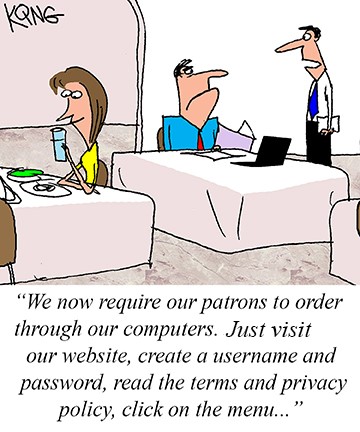 KQNG
“We now require our patrons to order
through our computers. Just visit
our website, create a username and
password, read the terms and privacy
policy, click on the menu...”